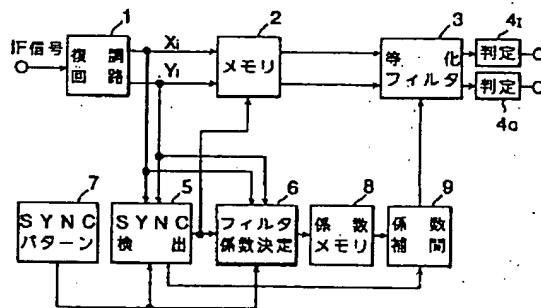 1
2
3
4I
IF信号
復調
回路
Xi
Yi
メモリ
等化
フィルタ
判定
判定
4Q
7
5
6
8
9
SYNC
パターン
SYNC
検出
フィルタ
係数決定
係数
メモリ
係数
補間